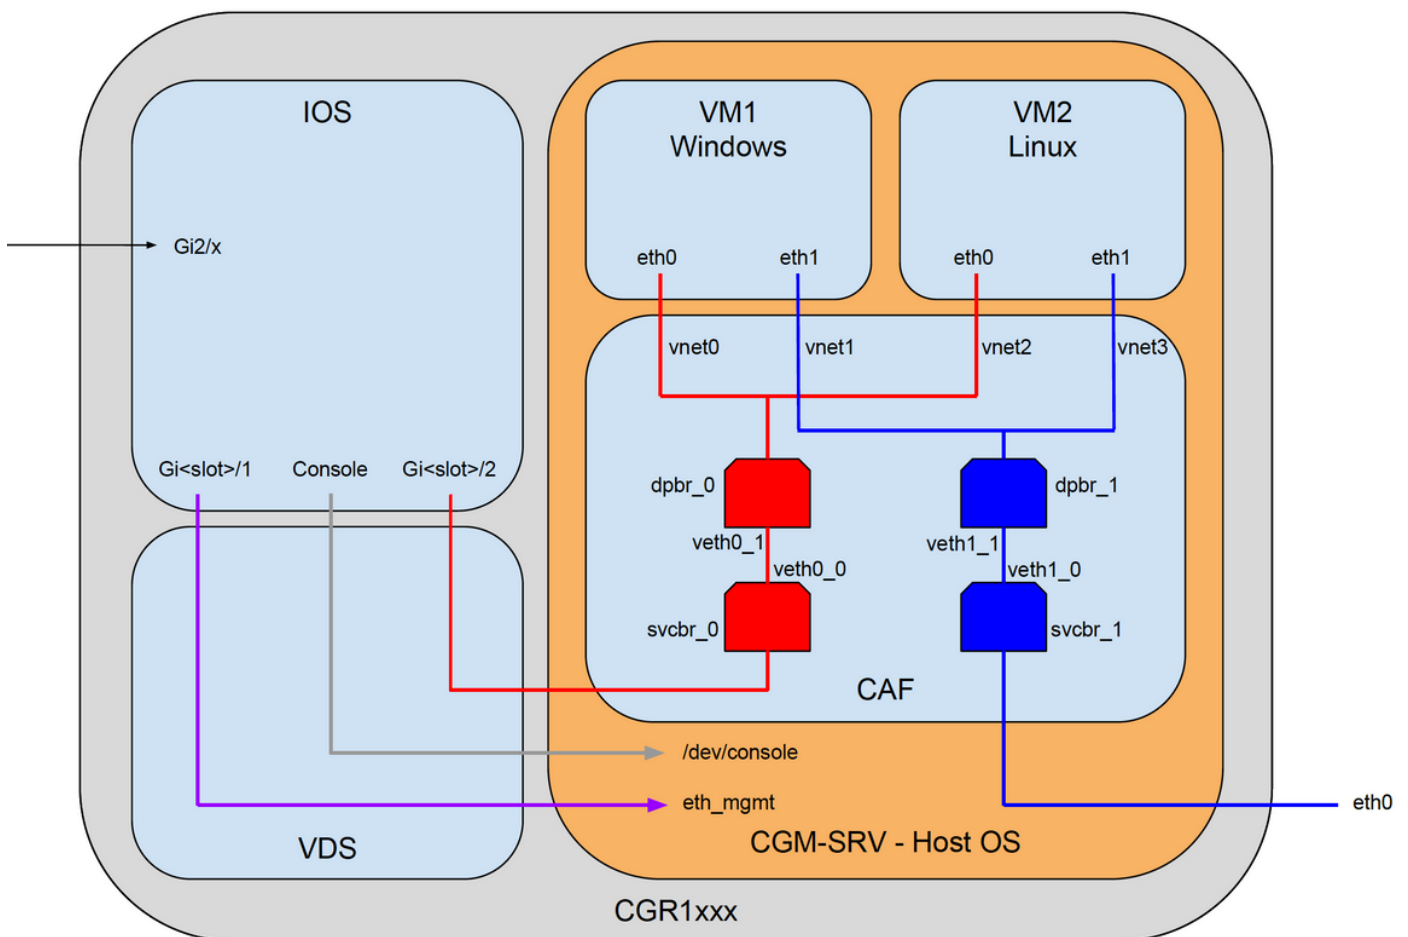 IOS
VM1
Windows
VM2
Linux
Gi2/x
eth0
eth1
eth0
eth1
vnet0
vnet1
vnet2
vnet3
Gi<slot>/1
Console
Gi<slot>/2
dpbr_0
dpbr_1
veth0_1
veth0_0
veth1_1
veth1_0
svcbr_0
svcbr_1
CAF
/dev/console
eth_mgmt
eth0
VDS
CGM-SRV - Host OS
CGR1xxx